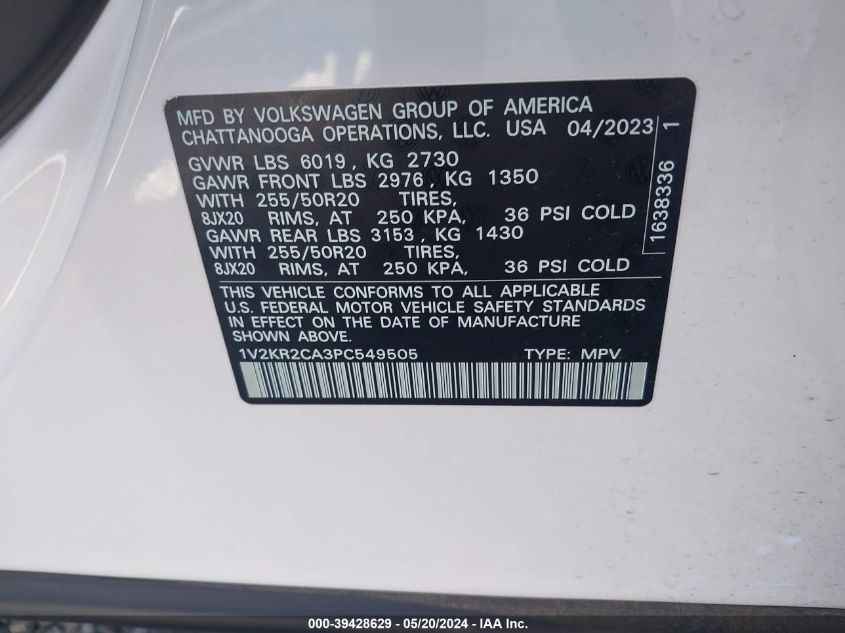 MFD BY VOLKSWAGEN GROUP OF AMERICA
CHATTANOOGA OPERATIONS, LLC. USA 04/2023
GVWR LBS 6019, KG 2730
GAWR FRONT LBS 2976, KG 1350
WITH 255/50R20 TIRES,
8JX20 RIMS, AT 250 KPA, 36 PSI COLD
GAWR REAR LBS 3153, KG 1430
WITH 255/50R20 TIRES,
8JX20 RIMS, AT 250 KPA, 36 PSI COLD
1638336 1
THIS VEHICLE CONFORMS TO ALL APPLICABLE
U.S. FEDERAL MOTOR VEHICLE SAFETY STANDARDS
IN EFFECT ON THE DATE OF MANUFACTURE
SHOWN ABOVE.
1V2KR2CA3PC549505 TYPE: MPV
000-39428629 - 05/20/2024 - IAA Inc.